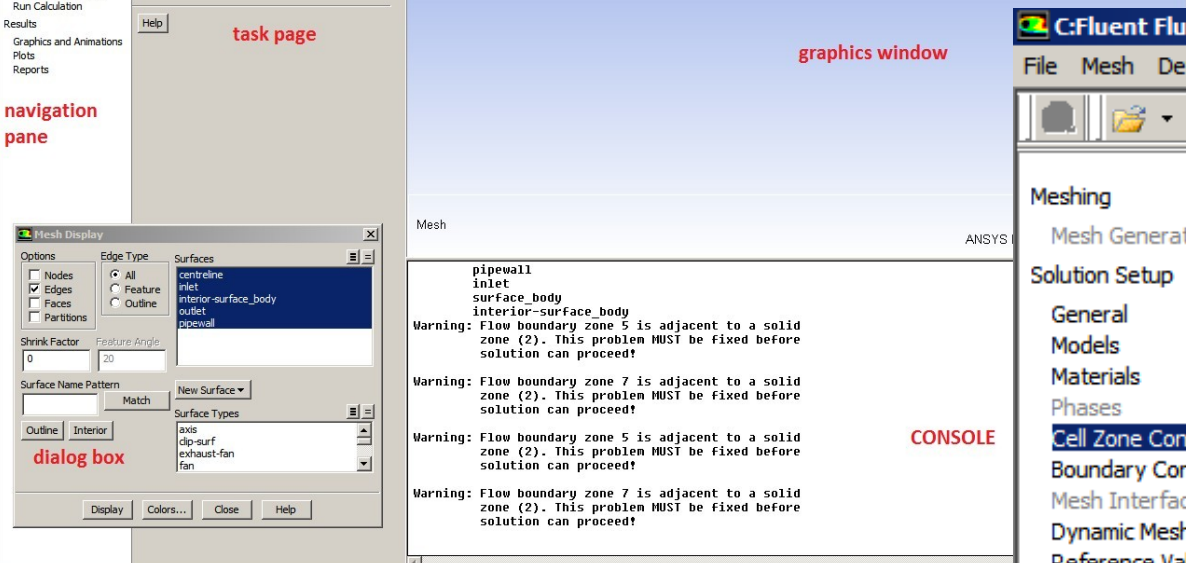 Run Calculation
Results
Graphics and Animations
Plots
Reports
navigation
pane
Help
task page
graphics window
Mesh
ANSYS
Mesh Display
Options
Nodes
Edges
Faces
Partitions
Edge Type
All
Feature
Outline
Surfaces
centreline
inlet
interior-surface_body
outlet
pipewall
Shrink Factor
0
Feature Angle
20
Surface Name Pattern
Match
New Surface
Surface Types
axis
clip-surf
exhaust-fan
fan
Outline Interior
dialog box
Display Colors... Close Help
pipewall
inlet
surface_body
interior-surface_body
Warning: Flow boundary zone 5 is adjacent to a solid
zone (2). This problem MUST be fixed before
solution can proceed!
Warning: Flow boundary zone 7 is adjacent to a solid
zone (2). This problem MUST be fixed before
solution can proceed!
Warning: Flow boundary zone 5 is adjacent to a solid
zone (2). This problem MUST be fixed before
solution can proceed!
Warning: Flow boundary zone 7 is adjacent to a solid
zone (2). This problem MUST be fixed before
solution can proceed!
CONSOLE
C:Fluent Flu
File Mesh De
Meshing
Mesh Generat
Solution Setup
General
Models
Materials
Phases
Cell Zone Con
Boundary Con
Mesh Interfac
Dynamic Mesh
Reference Val